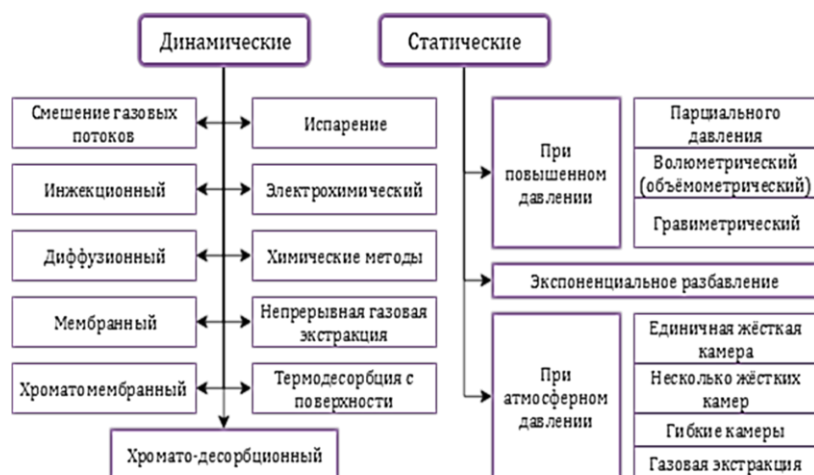 Динамические
Смешение газовых
потоков
Испарение
Инжекционный
Электрохимический
Диффузионный
Химические методы
Мембранный
Непрерывная газовая
экстракция
Хроматомембранный
Термодесорбция с
поверхности
Хромато-десорбционный
Статические
При
повышенном
давлении
Парциального
давления
Волюметрический
(объёмометрический)
Гравиметрический
Экспоненциальное разбавление
При
атмосферном
давлении
Единичная жёсткая
камера
Несколько жёстких
камер
Гибкие камеры
Газовая экстракция